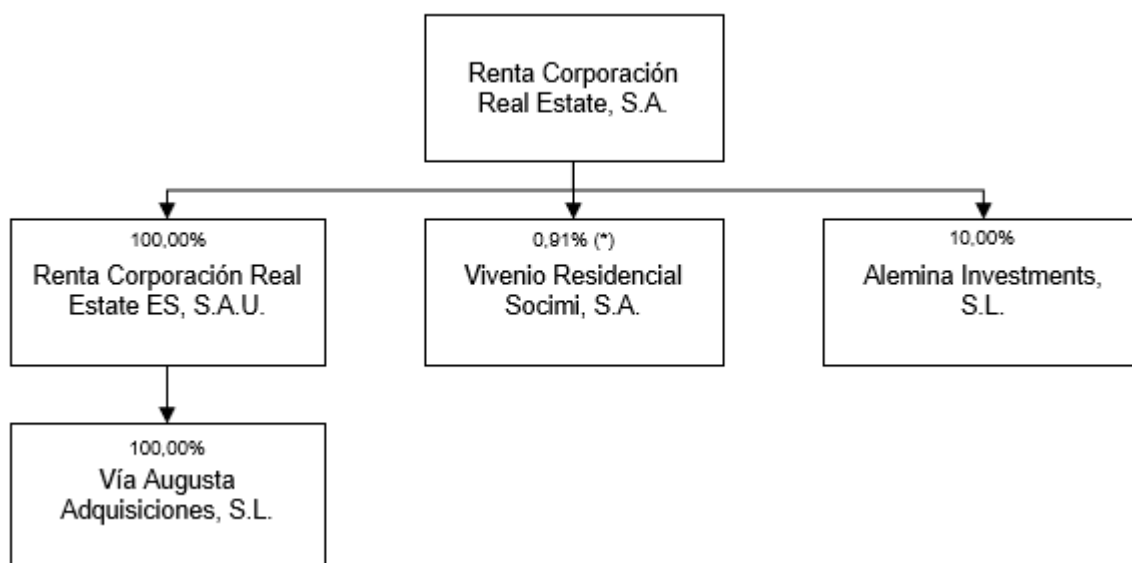 Renta Corporación
Real Estate, S.A.
100,00%
Renta Corporación Real
Estate ES, S.A.U.
0,91% (*)
Vivenio Residencial
Socimi, S.A.
10,00%
Alemina Investments,
S.L.
100,00%
Vía Augusta
Adquisiciones, S.L.